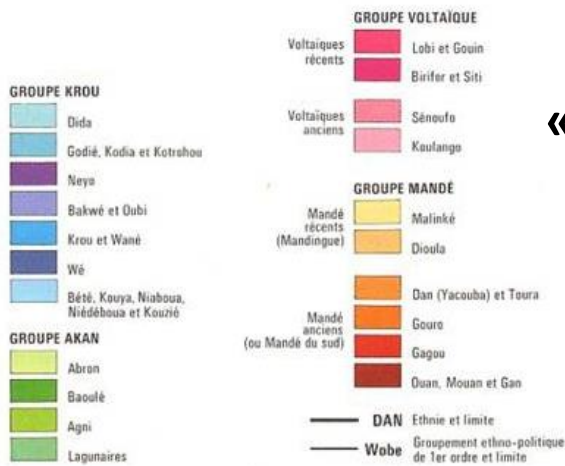 GROUPE KROU
Dida
Godié, Kodia et Kotrohou
Neyo
Bakwé et Oubi
Krou et Wané
Wé
Bété, Kouya, Niaboua,
Niédéboua et Kouzié
GROUPE AKAN
Abron
Baoulé
Agni
Lagunaires
GROUPE VOLTAÏQUE
Voltaïques
récents
Lobi et Gouin
Birifor et Siti
Voltaïques
anciens
Sénoufo
Koulango
«
GROUPE MANDÉ
Mandé
récents
(Mandingue)
Malinké
Dioula
Mandé
anciens
(ou Mandé du sud)
Dan (Yacouba) et Toura
Gouro
Gagou
Ouan, Mouan et Gan
DAN Ethnie et limite
Wobe Groupement ethno-politique
de 1er ordre et limite